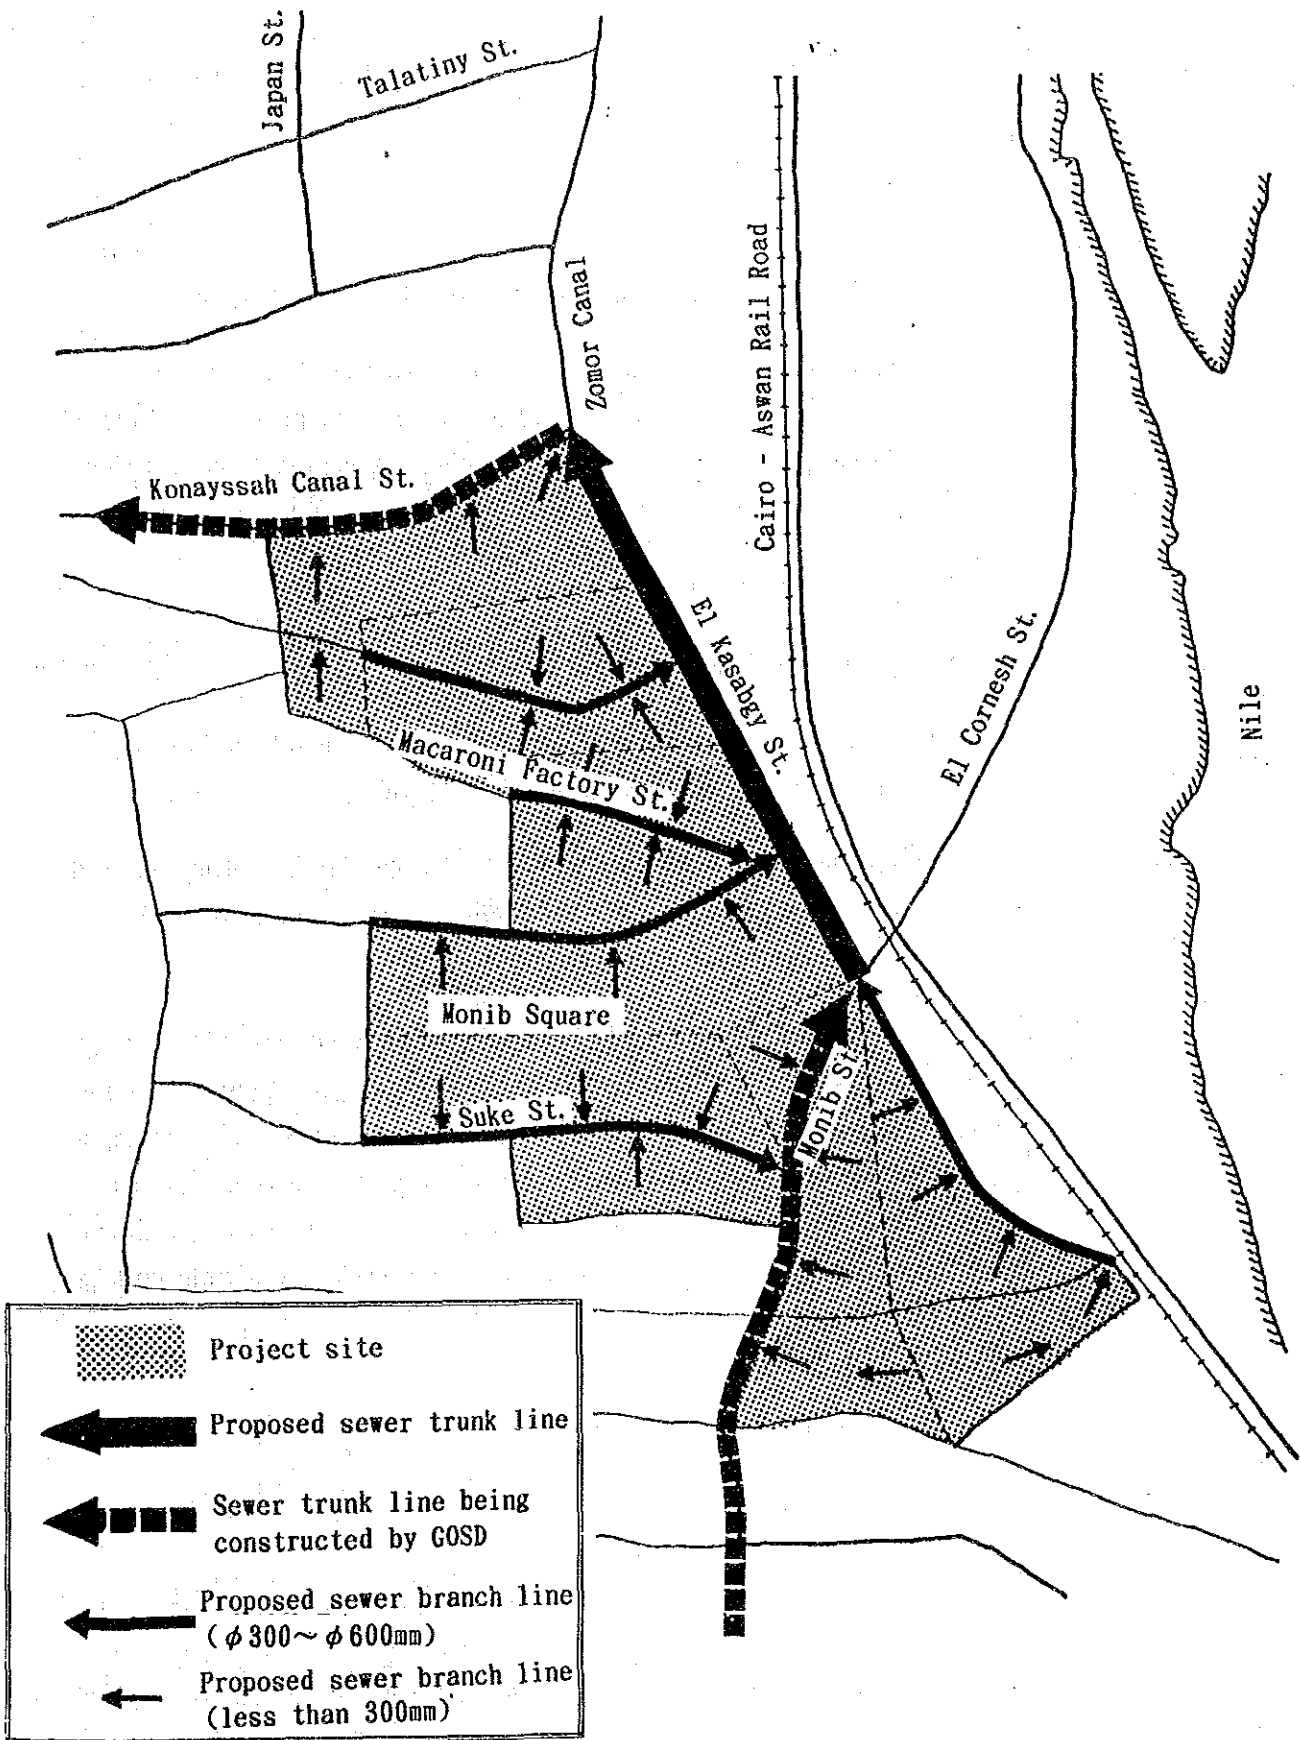 Japan St.
Talatiny St.
Zomor Canal
Cairo - Aswan Rail Road
Konayssah Canal St.
El Kasabgy St.
El Cornesh St.
Nile
Macaroni Factory St.
Monib Square
Monib St
Suke St.
Project site
Proposed sewer trunk line
Sewer trunk line being
constructed by GOSD
Proposed sewer branch line
(φ300~φ600mm)
Proposed sewer branch line
(less than 300mm)